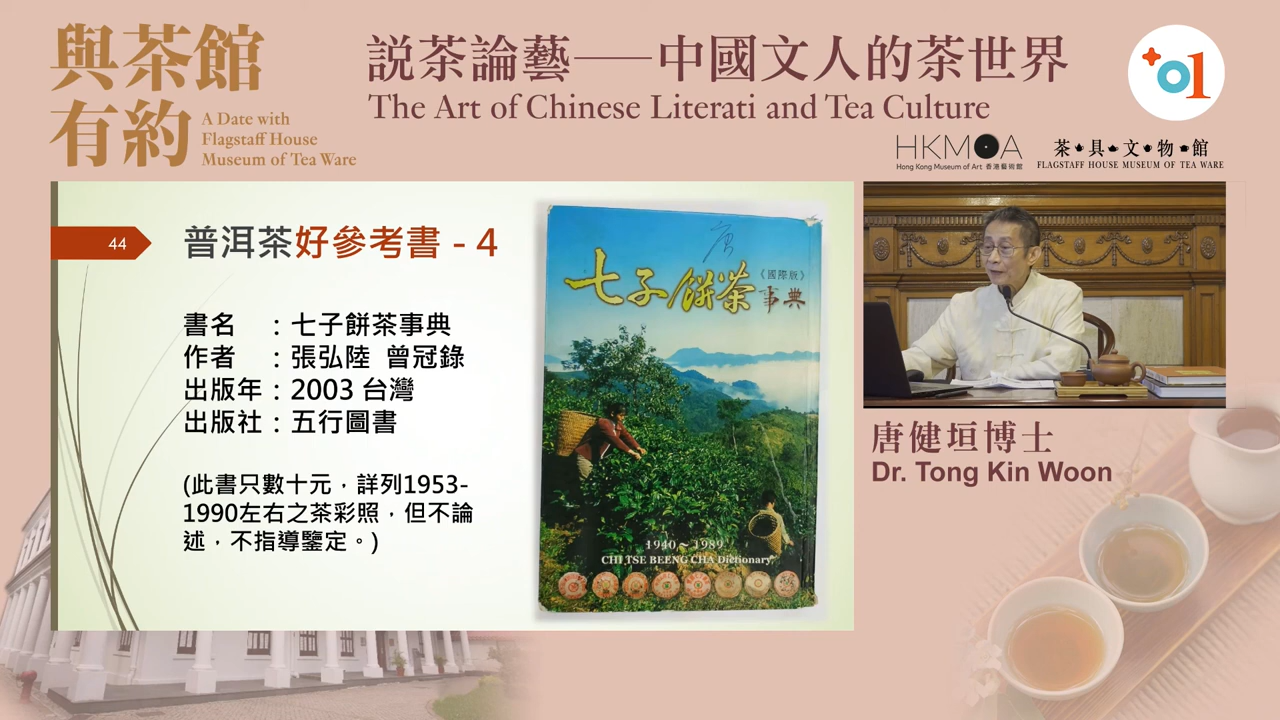 與茶館
有約
A Date with
Flagstaff House
Museum of Tea Ware
説茶論藝——中國文人的茶世界
The Art of Chinese Literati and Tea Culture
01
HKMOA
Hong Kong Museum of Art 香港藝術館
茶具文物館
FLAGSTAFF HOUSE MUSEUM OF TEA WARE
44
普洱茶好參考書 - 4
書名 ：七子餅茶事典
作者 ：張弘陸 曾冠錄
出版年：2003 台灣
出版社：五行圖書
(此書只數十元，詳列1953-
1990左右之茶彩照，但不論
述，不指導鑒定。)
唐
七子餅茶
《國際版》
事典
1940~1989
CHI TSE BEENG CHA Dictionary
唐健垣博士
Dr. Tong Kin Woon